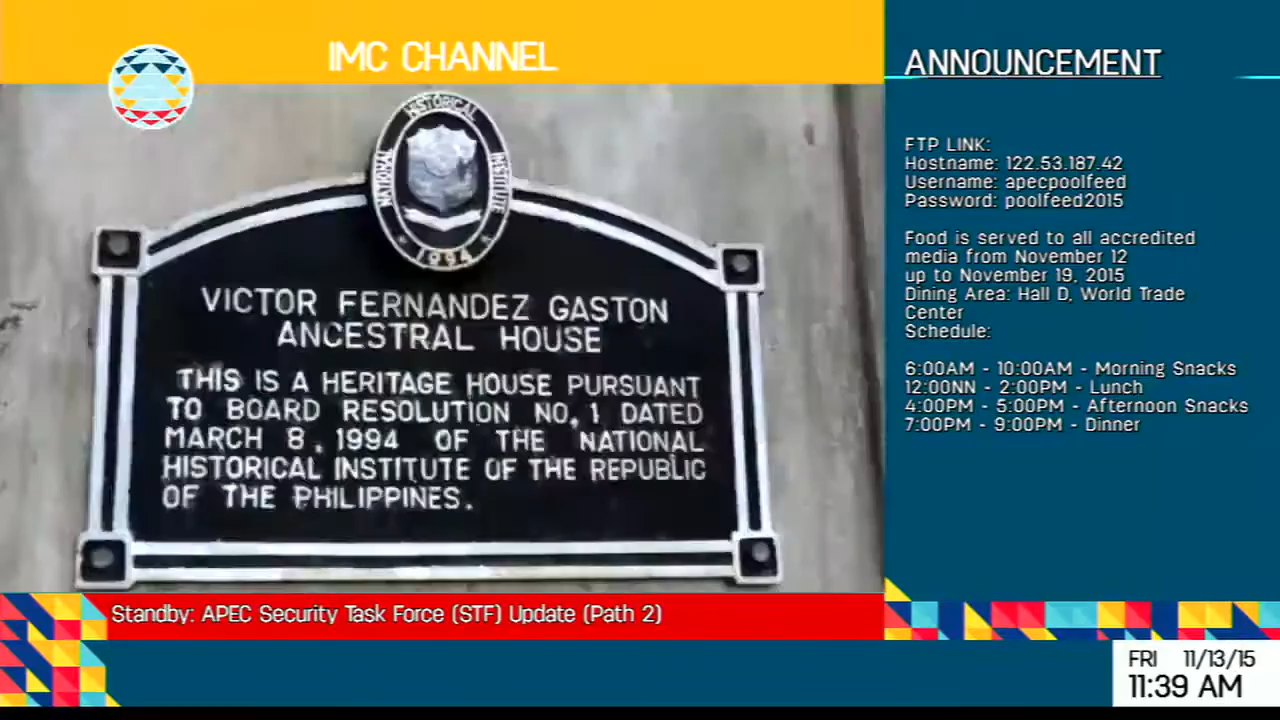 IMC CHANNEL
HISTORICAL
NATIONAL
INSTITUTE
1994
VICTOR FERNANDEZ GASTON
ANCESTRAL HOUSE
THIS IS A HERITAGE HOUSE PURSUANT
TO BOARD RESOLUTION NO. 1 DATED
MARCH 8, 1994 OF THE NATIONAL
HISTORICAL INSTITUTE OF THE REPUBLIC
OF THE PHILIPPINES.
Standby: APEC Security Task Force (STF) Update (Path 2)
ANNOUNCEMENT
FTP LINK:
Hostname: 122.53.187.42
Username: apecpoolfeed
Password: poolfeed2015
Food is served to all accredited
media from November 12
up to November 19, 2015
Dining Area: Hall D, World Trade
Center
Schedule:
6:00AM - 10:00AM - Morning Snacks
12:00NN - 2:00PM - Lunch
4:00PM - 5:00PM - Afternoon Snacks
7:00PM - 9:00PM - Dinner
FRI 11/13/15
11:39 AM